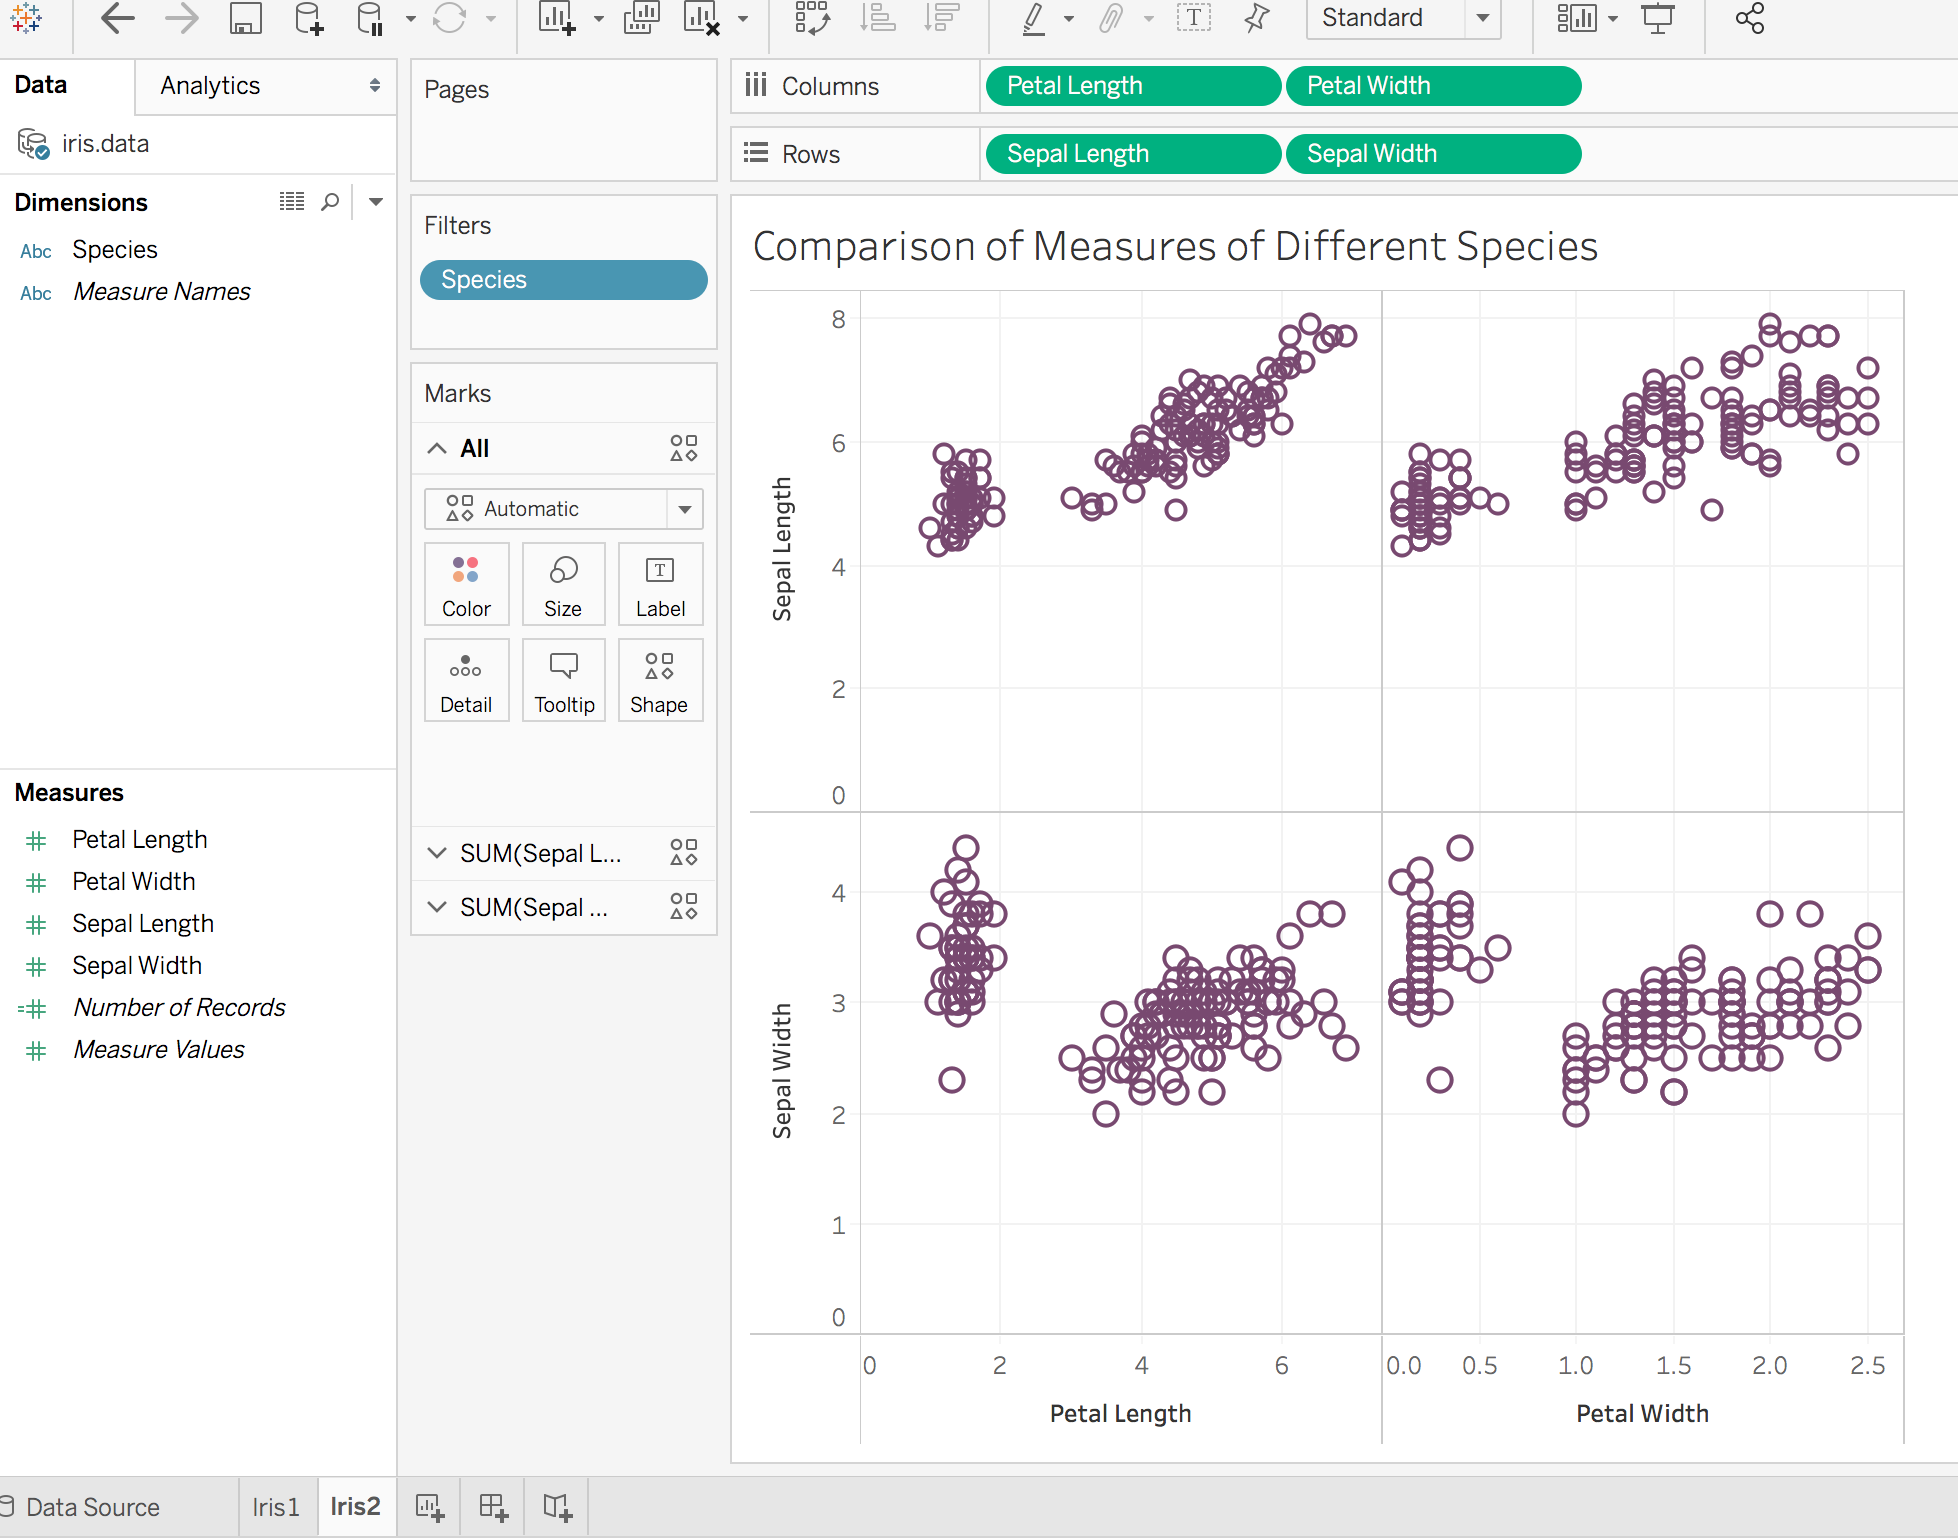 Standard
Data
Analytics
iris.data
Dimensions
Abc Species
Abc Measure Names
Measures
Petal Length
Petal Width
Sepal Length
Sepal Width
=# Number of Records
Measure Values
Pages
Filters
Species
Marks
All
Automatic
Color
Size
T
Label
Detail
Tooltip
Shape
SUM(Sepal L...
SUM(Sepal ...
Columns
Petal Length
Petal Width
Rows
Sepal Length
Sepal Width
Comparison of Measures of Different Species
8
6
4
2
0
Sepal Length
4
3
2
1
0
Sepal Width
0 2 4 6
0.0 0.5 1.0 1.5 2.0 2.5
Petal Length
Petal Width
Data Source
Iris1
Iris2